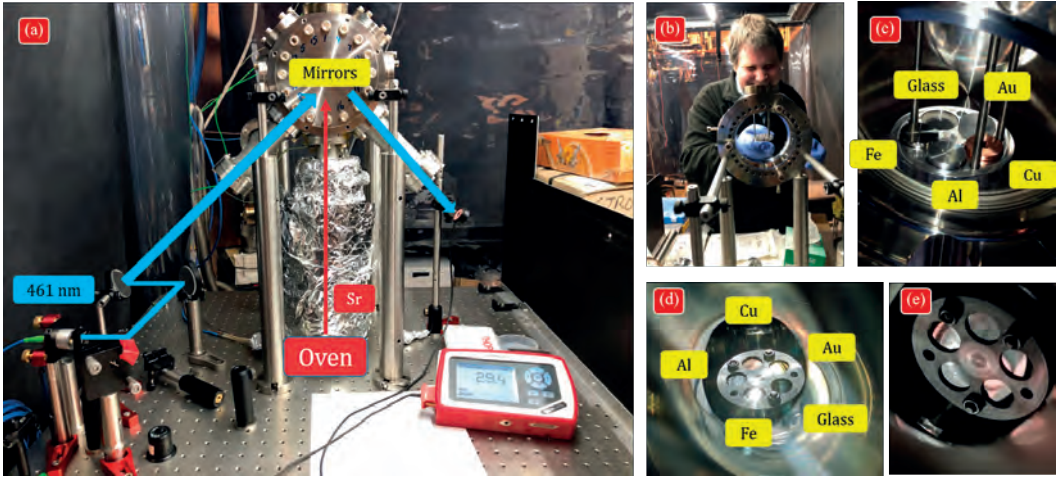 (a)
Mirrors
461 nm
Sr
Oven
29.4
(b)
(c)
Glass
Au
Fe
Cu
Al
(d)
Cu
Al
Au
Glass
Fe
(e)